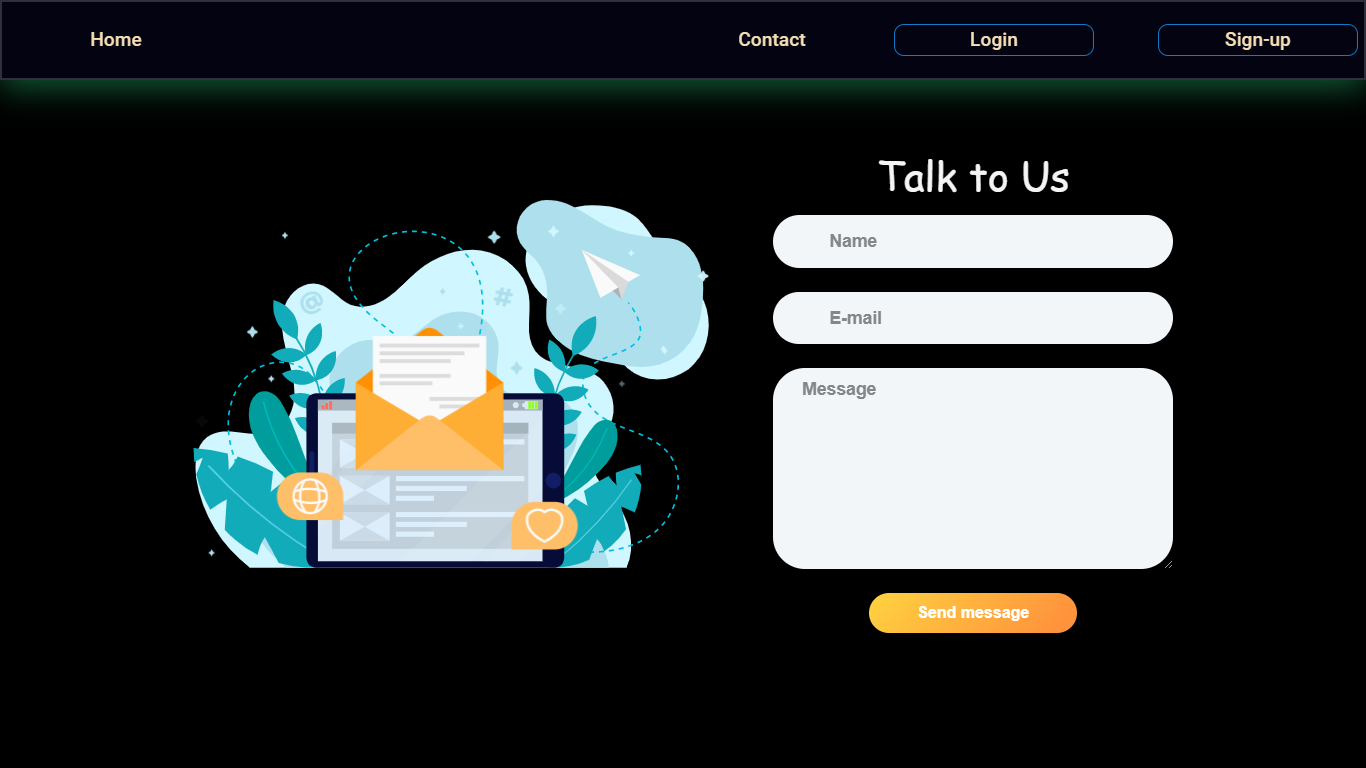 Home
Contact
Login
Sign-up
Talk to Us
Name
E-mail
Message
Send message
@
#